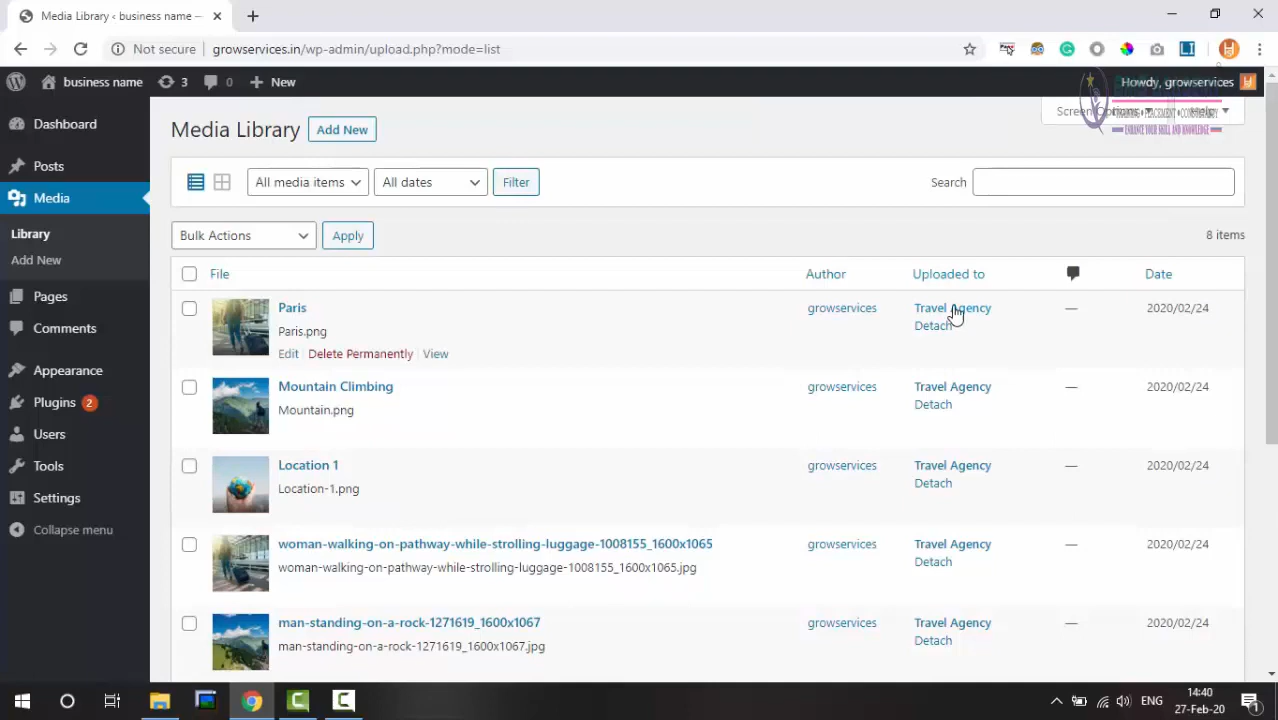 Media Library ‹ business name —
Not secure growservices.in/wp-admin/upload.php?mode=list
business name 3 0 New Howdy, growservices
Dashboard
Posts
Media
Library
Add New
Pages
Comments
Appearance
Plugins 2
Users
Tools
Settings
Collapse menu
Media Library Add New
ENHANCE YOUR SKILL AND KNOWLEDGE
All media items All dates Filter Search
Bulk Actions Apply 8 items
File Author Uploaded to Date
Paris growservices Travel Agency — 2020/02/24
Paris.png Detach
Edit Delete Permanently View
Mountain Climbing growservices Travel Agency — 2020/02/24
Mountain.png Detach
Location 1 growservices Travel Agency — 2020/02/24
Location-1.png Detach
woman-walking-on-pathway-while-strolling-luggage-1008155_1600x1065 growservices Travel Agency — 2020/02/24
woman-walking-on-pathway-while-strolling-luggage-1008155_1600x1065.jpg Detach
man-standing-on-a-rock-1271619_1600x1067 growservices Travel Agency — 2020/02/24
man-standing-on-a-rock-1271619_1600x1067.jpg Detach
ENG 14:40
27-Feb-20